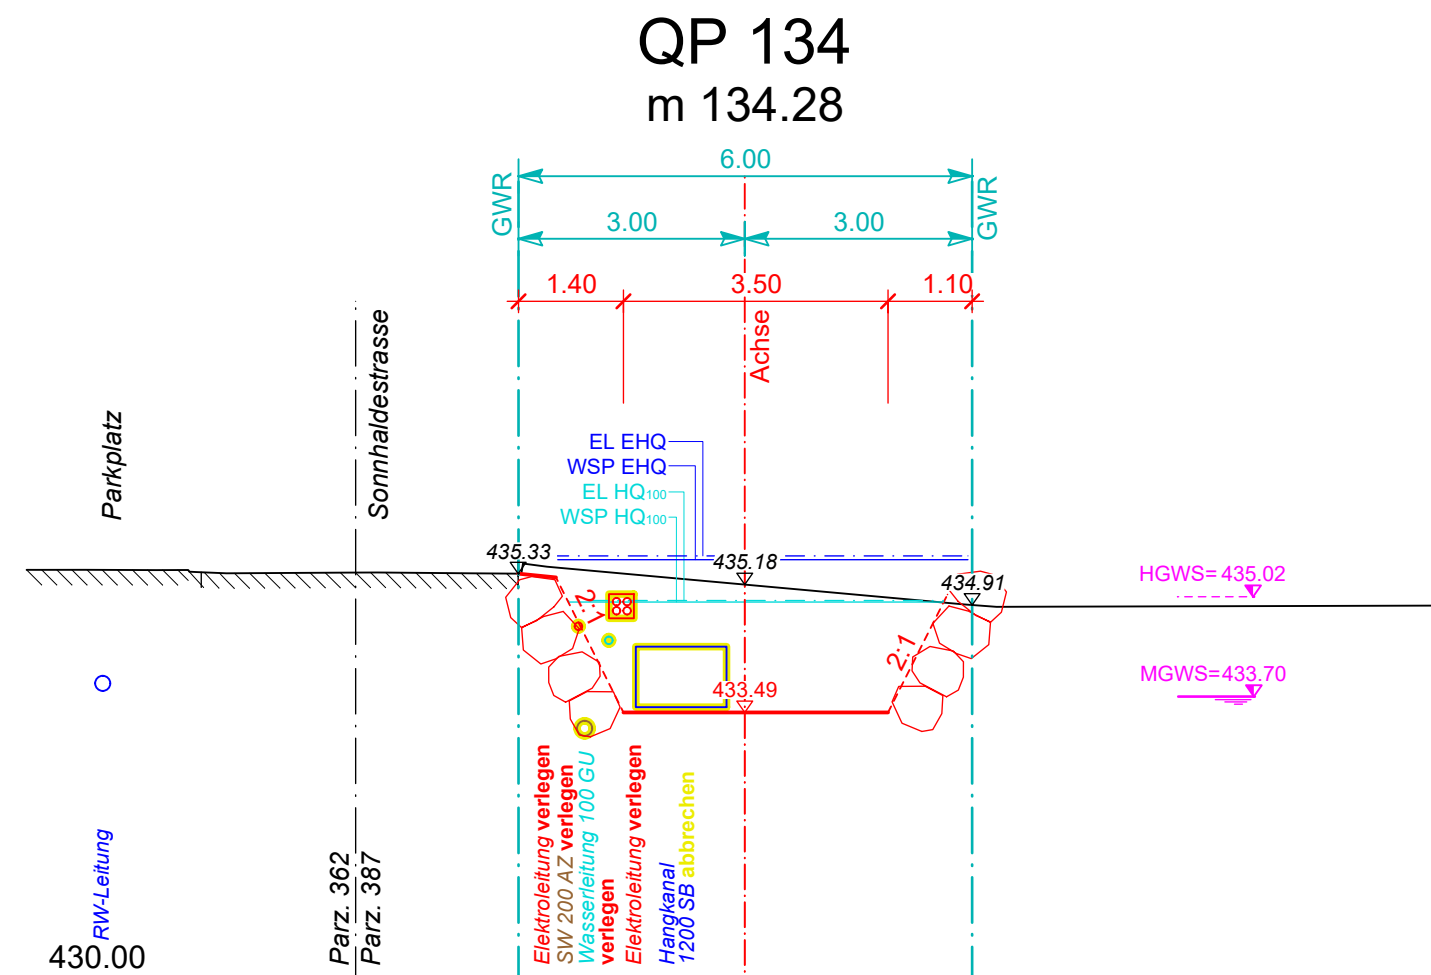 QP 134
m 134.28
6.00
GWR
GWR
3.00
3.00
1.40
3.50
1.10
Achse
Parkplatz
Sonnhaldestrasse
EL EHQ
WSP EHQ
EL HQ100
WSP HQ100
435.33
435.18
434.91
HGWS=435.02
2:1
2:1
MGWS=433.70
433.49
RW-Leitung
Parz. 362
Parz. 387
Elektroleitung verlegen
SW 200 AZ verlegen
Wasserleitung 100 GU
verlegen
Elektroleitung verlegen
Hangkanal
1200 SB abbrechen
430.00